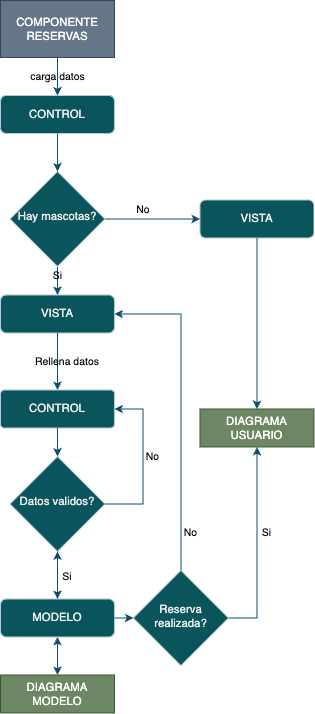 COMPONENTE
RESERVAS
carga datos
CONTROL
Hay mascotas?
No
VISTA
Si
VISTA
Rellena datos
CONTROL
DIAGRAMA
USUARIO
No
Datos validos?
No
Si
Si
MODELO
Reserva
realizada?
DIAGRAMA
MODELO